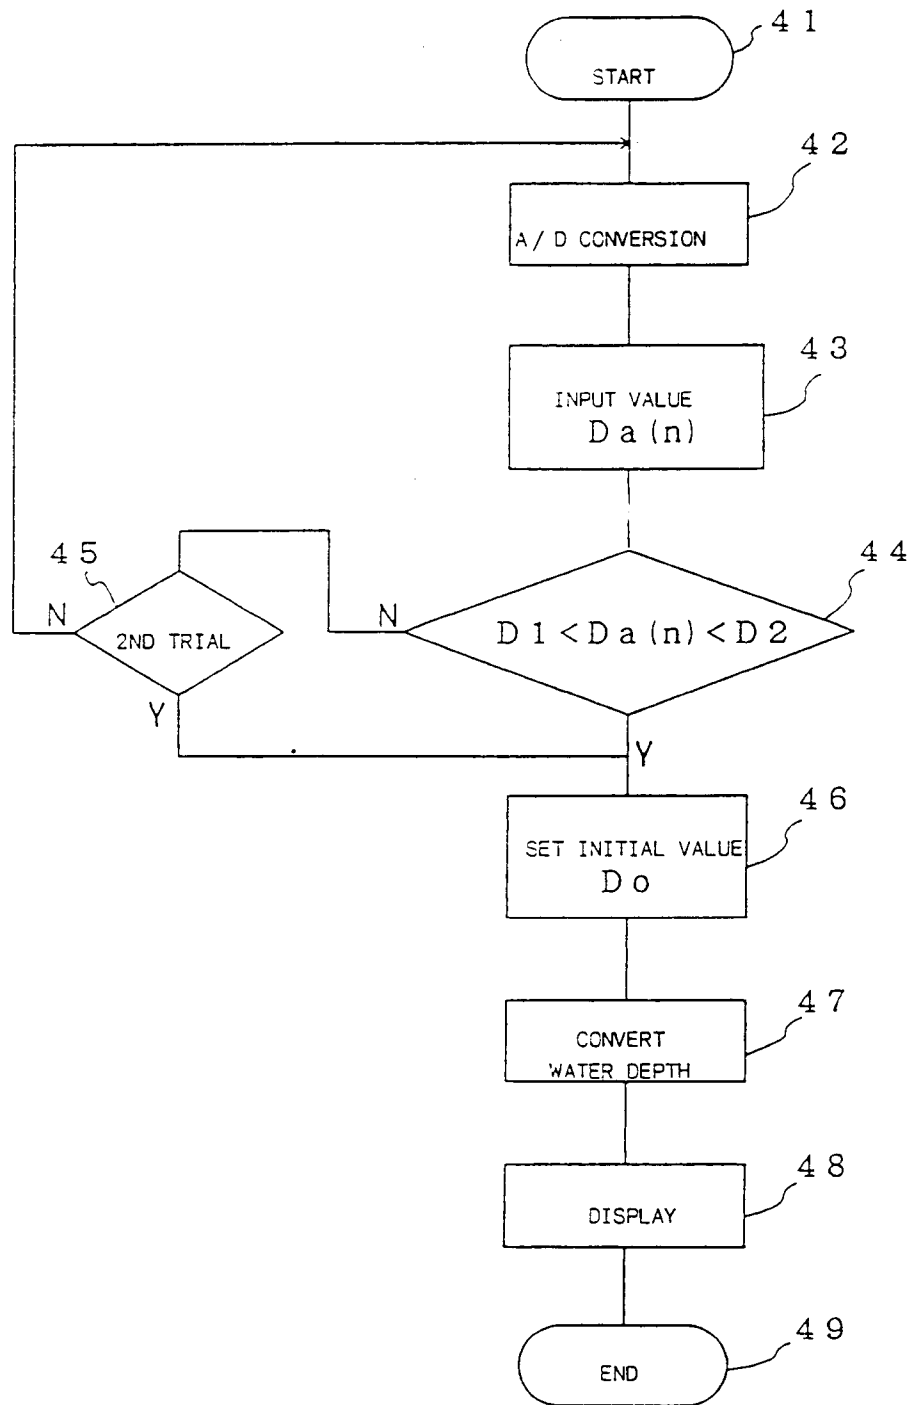 41
START
42
A/D CONVERSION
43
INPUT VALUE
Da(n)
44
D1<Da(n)<D2
N
45
2ND TRIAL
N
Y
Y
46
SET INITIAL VALUE
Do
47
CONVERT
WATER DEPTH
48
DISPLAY
49
END